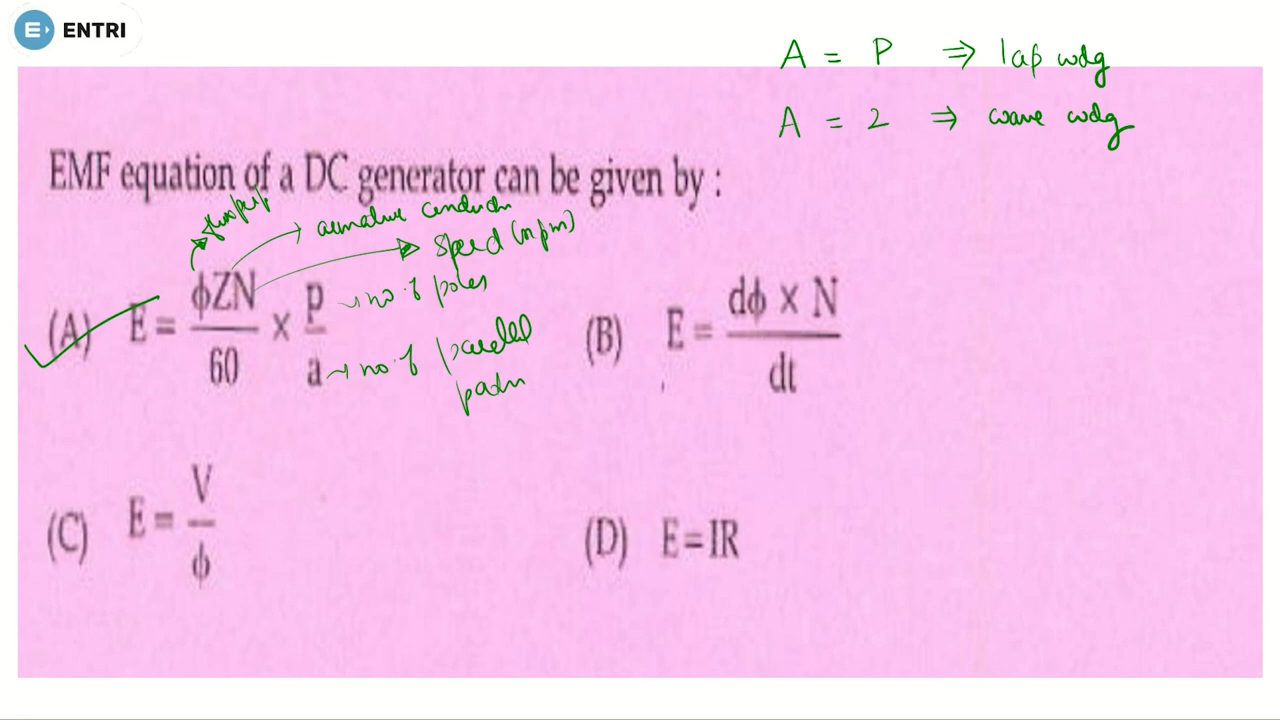 ENTRI
A = P ⇒ lap wdg
A = 2 ⇒ wave wdg
EMF equation of a DC generator can be given by :
armature conductor
speed (rpm)
(A) E = ϕZN/60 × p/a
no. of poles
no. of parallel
path
(B) E = dϕ × N/dt
(C) E = V/ϕ
(D) E = IR